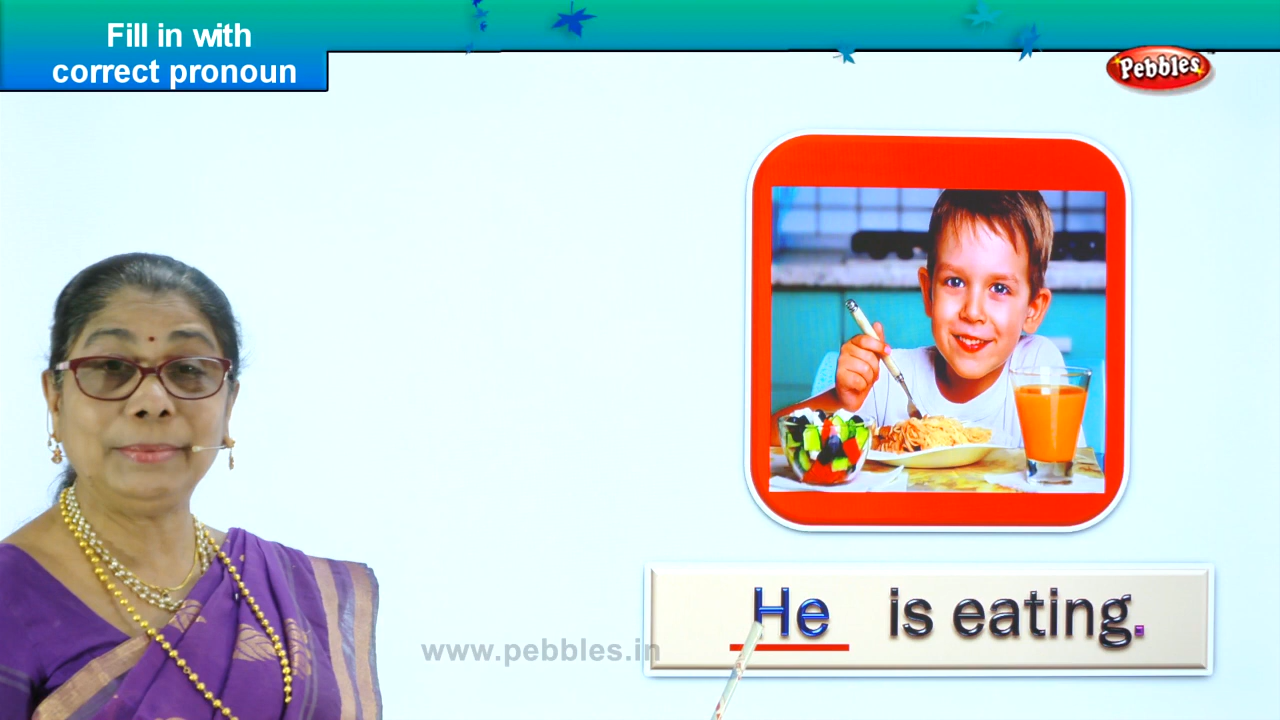 Fill in with
correct pronoun
Pebbles
He is eating.
www.pebbles.in